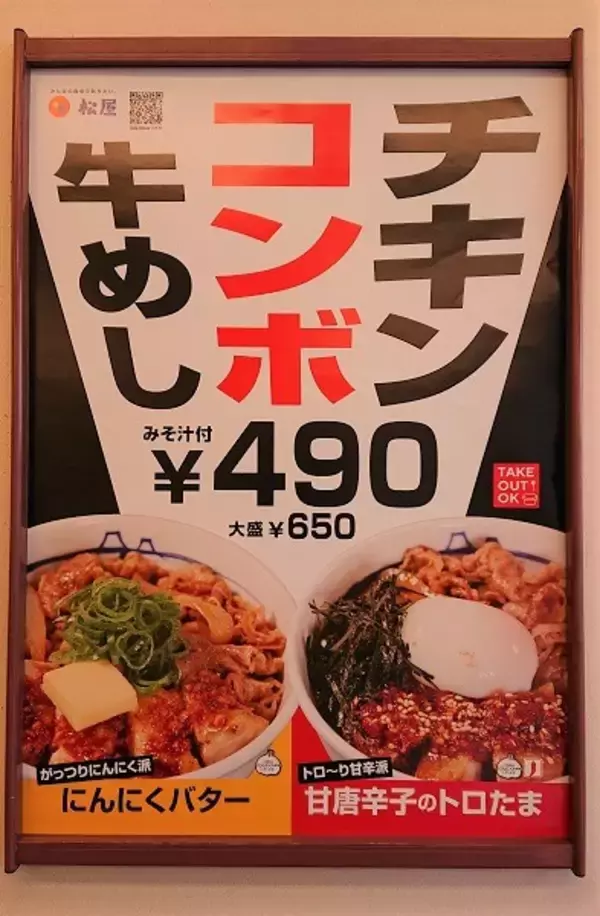 松屋
チキン
コンボ
牛めし
みそ汁付
¥490
大盛¥650
TAKE
OUT
OK
がっつりにんにく派
にんにくバター
トロ〜り甘辛派
甘唐辛子のトロたま